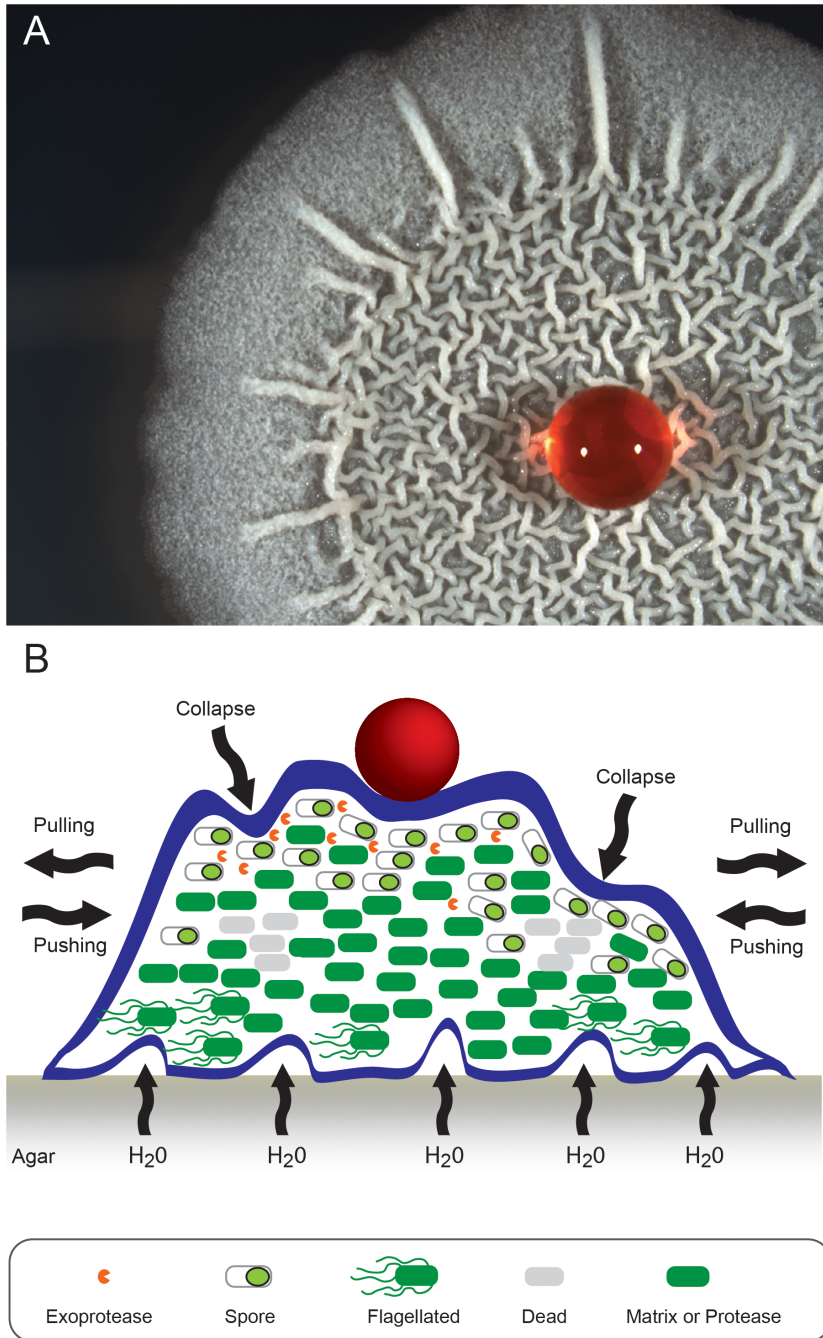 A
B
Collapse
Collapse
Pulling
Pulling
Pushing
Pushing
Agar
H20
H20
H20
H20
H20
Exoprotease
Spore
Flagellated
Dead
Matrix or Protease